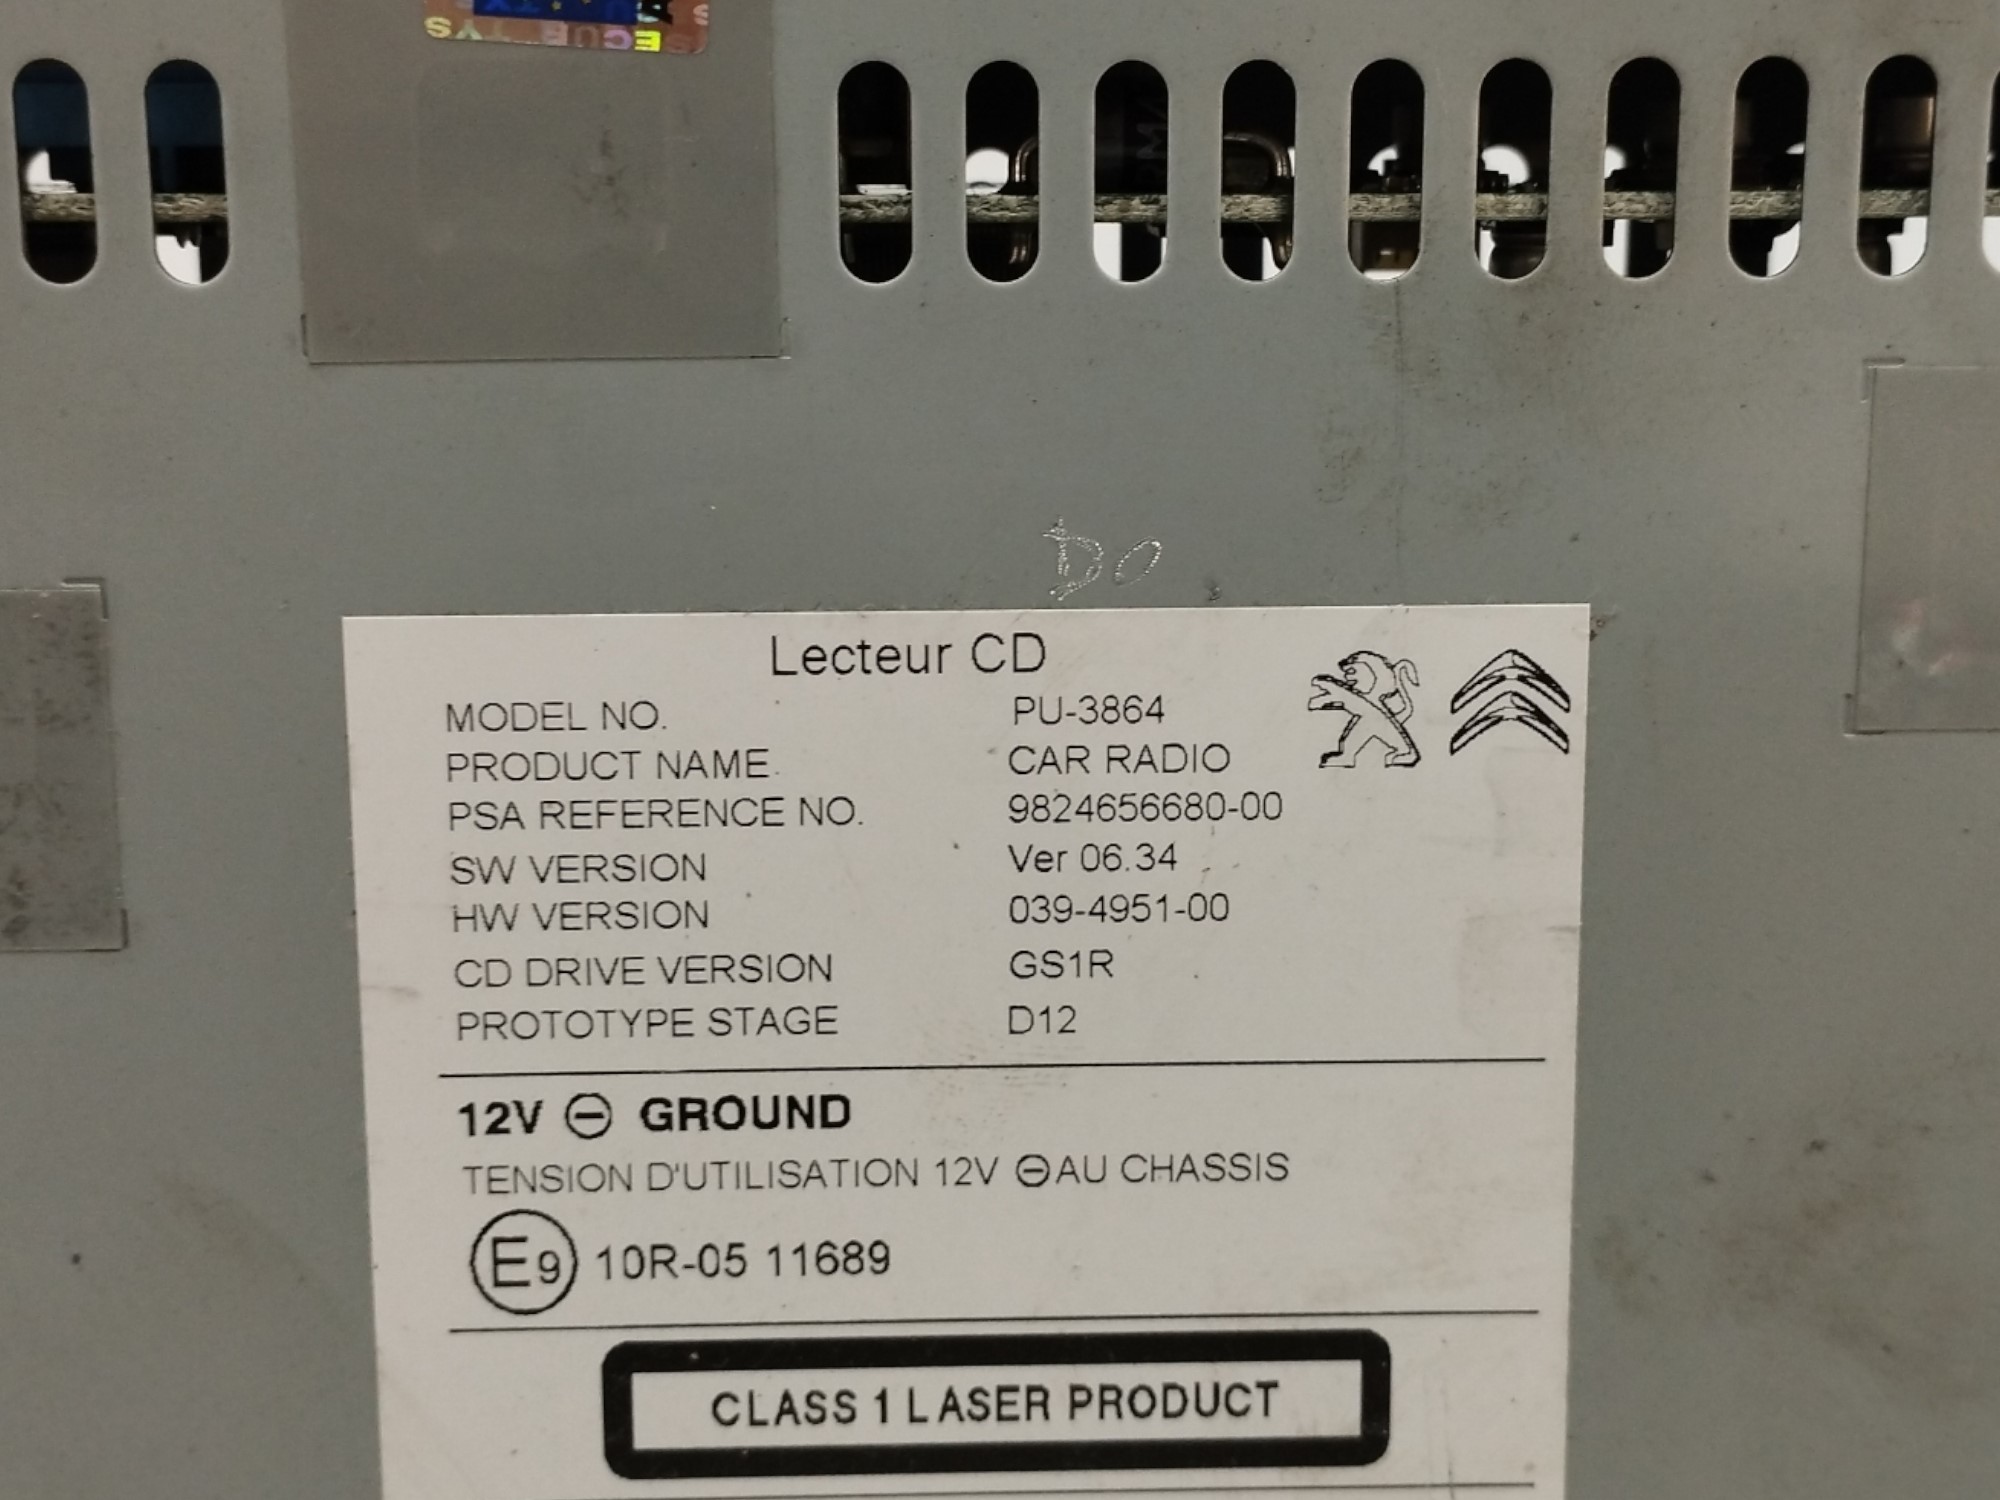 DO
Lecteur CD
MODEL NO. PU-3864
PRODUCT NAME. CAR RADIO
PSA REFERENCE NO. 9824656680-00
SW VERSION Ver 06.34
HW VERSION 039-4951-00
CD DRIVE VERSION GS1R
PROTOTYPE STAGE D12
12V ⊖ GROUND
TENSION D'UTILISATION 12V ⊖AU CHASSIS
E9 10R-05 11689
CLASS 1 LASER PRODUCT